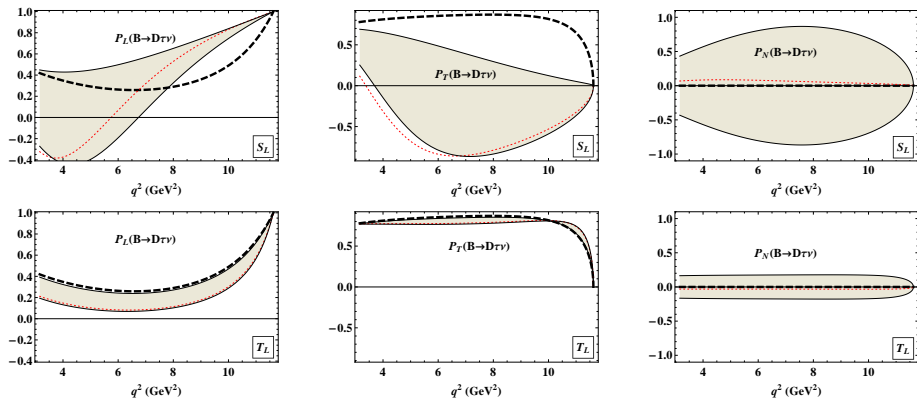 1.0
0.8
0.6
0.4
0.2
0.0
−0.2
−0.4
P_L(B→Dτν)
S_L
4 6 8 10
q² (GeV²)
0.5
0.0
−0.5
P_T(B→Dτν)
S_L
4 6 8 10
q² (GeV²)
1.0
0.5
0.0
−0.5
−1.0
P_N(B→Dτν)
S_L
4 6 8 10
q² (GeV²)
1.0
0.8
0.6
0.4
0.2
0.0
−0.2
−0.4
P_L(B→Dτν)
T_L
4 6 8 10
q² (GeV²)
0.5
0.0
−0.5
P_T(B→Dτν)
T_L
4 6 8 10
q² (GeV²)
1.0
0.5
0.0
−0.5
−1.0
P_N(B→Dτν)
T_L
4 6 8 10
q² (GeV²)